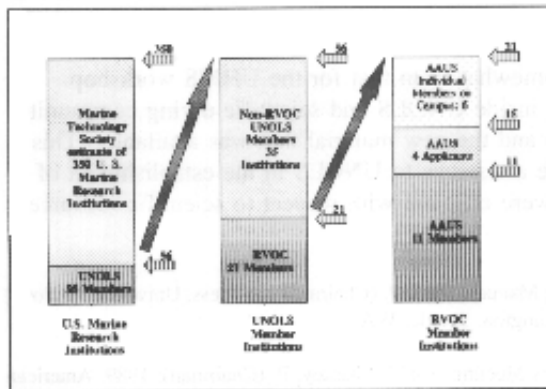 350
Marine
Technology
Society
estimate of
350 U. S.
Marine
Research
Institutions
56
UNOLS
56 Members
U.S. Marine
Research
Institutions
56
Non-RVOC
UNOLS
Members
35
Institutions
21
RVOC
21 Members
UNOLS
Member
Institutions
21
AAUS
Individual
Members on
Campus: 6
15
AAUS
4 Applicants
11
AAUS
11 Members
RVOC
Member
Institutions